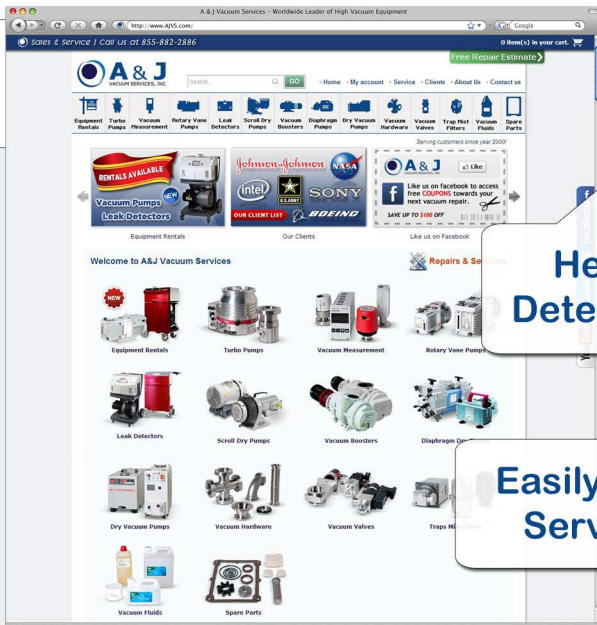 A & J Vacuum Services - Worldwide Leader of High Vacuum Equipment
http://www.AJVS.com/
Google
Sales & Service / Call us at 855-882-2886
0 item(s) in your cart.
Free Repair Estimate
A & J
VACUUM SERVICES, INC
Search...
GO
Home
My account
Service
Clients
About Us
Contact us
Equipment Rentals
Turbo Pumps
Vacuum Measurement
Rotary Vane Pumps
Leak Detectors
Scroll Dry Pumps
Vacuum Boosters
Diaphragm Pumps
Dry Vacuum Pumps
Vacuum Hardware
Vacuum Valves
Trap Mist Filters
Vacuum Fluids
Spare Parts
Serving customers since year 2000!
RENTALS AVAILABLE
NEW
Vacuum Pumps
Leak Detectors
Johnson & Johnson
NASA
intel
U.S.ARMY
SONY
OUR CLIENT LIST
BOEING
A & J
Like
Like us on facebook to access
free COUPONS towards your
next vacuum repair.
SAVE UP TO $100 OFF
Equipment Rentals
Our Clients
Like us on Facebook
Welcome to A&J Vacuum Services
Repairs & Se
NEW
Equipment Rentals
Turbo Pumps
Vacuum Measurement
Rotary Vane Pumps
He
Dete
Leak Detectors
Scroll Dry Pumps
Vacuum Boosters
Diaphragm Dry
Easily
Serv
Dry Vacuum Pumps
Vacuum Hardware
Vacuum Valves
Traps Mi
Vacuum Fluids
Spare Parts